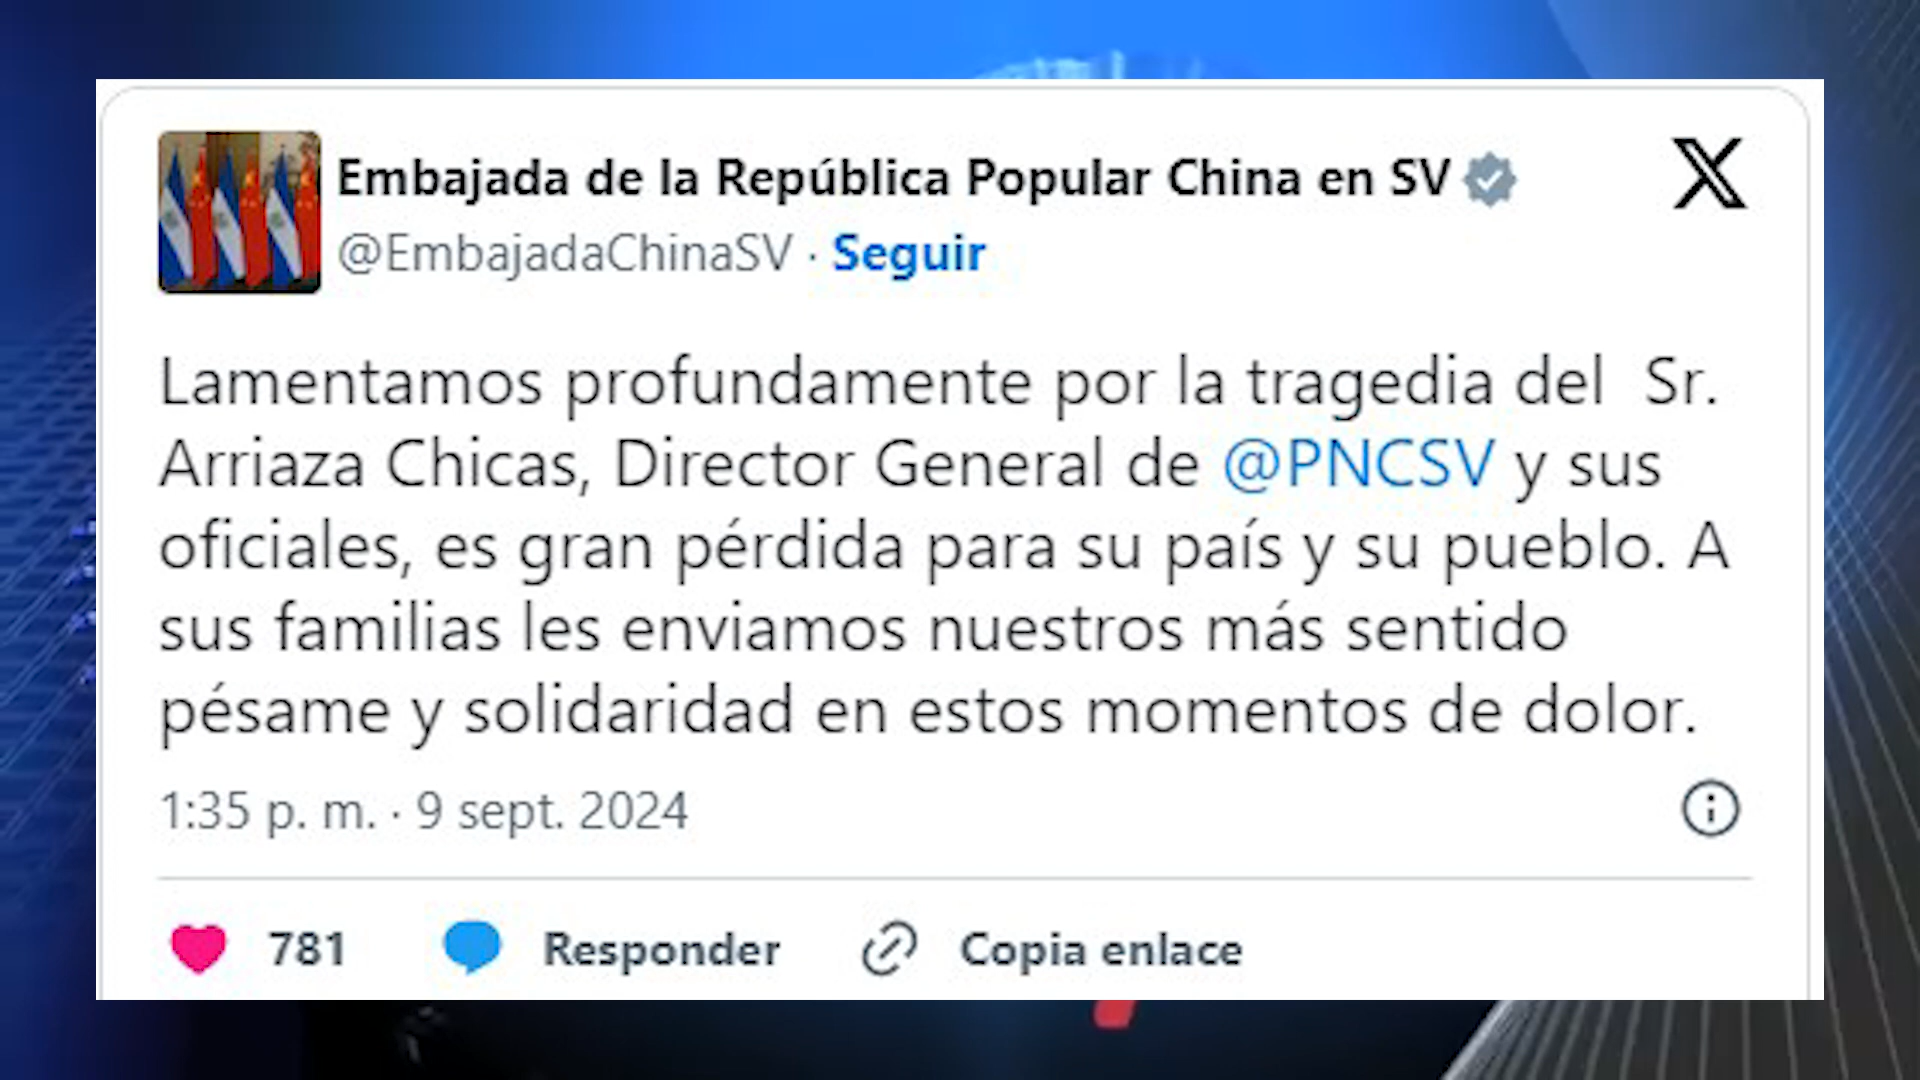 Embajada de la República Popular China en SV
@EmbajadaChinaSV · Seguir
Lamentamos profundamente por la tragedia del  Sr.
Arriaza Chicas, Director General de @PNCSV y sus
oficiales, es gran pérdida para su país y su pueblo. A
sus familias les enviamos nuestros más sentido
pésame y solidaridad en estos momentos de dolor.
1:35 p. m. · 9 sept. 2024
781 Responder Copia enlace